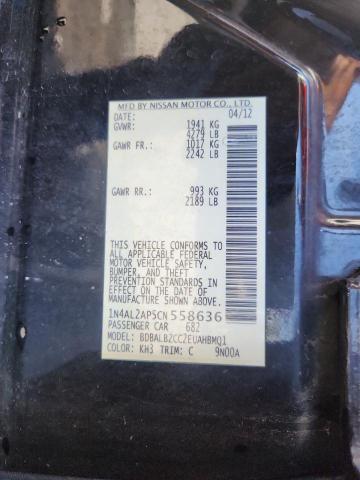 MFD BY NISSAN MOTOR CO., LTD.
DATE: 04/12
GVWR: 1941 KG
4279 LB
GAWR FR.: 1017 KG
2242 LB
GAWR RR.: 993 KG
2189 LB
THIS VEHICLE CONFORMS TO
ALL APPLICABLE FEDERAL
MOTOR VEHICLE SAFETY,
BUMPER, AND THEFT
PREVENTION STANDARDS
IN EFFECT ON THE DATE OF
MANUFACTURE SHOWN ABOVE.
1N4AL2AP5CN 558636
PASSENGER CAR 682
MODEL: BDBALBZCC2EUAHBMQ1
COLOR: KH3 TRIM: C 9N00A